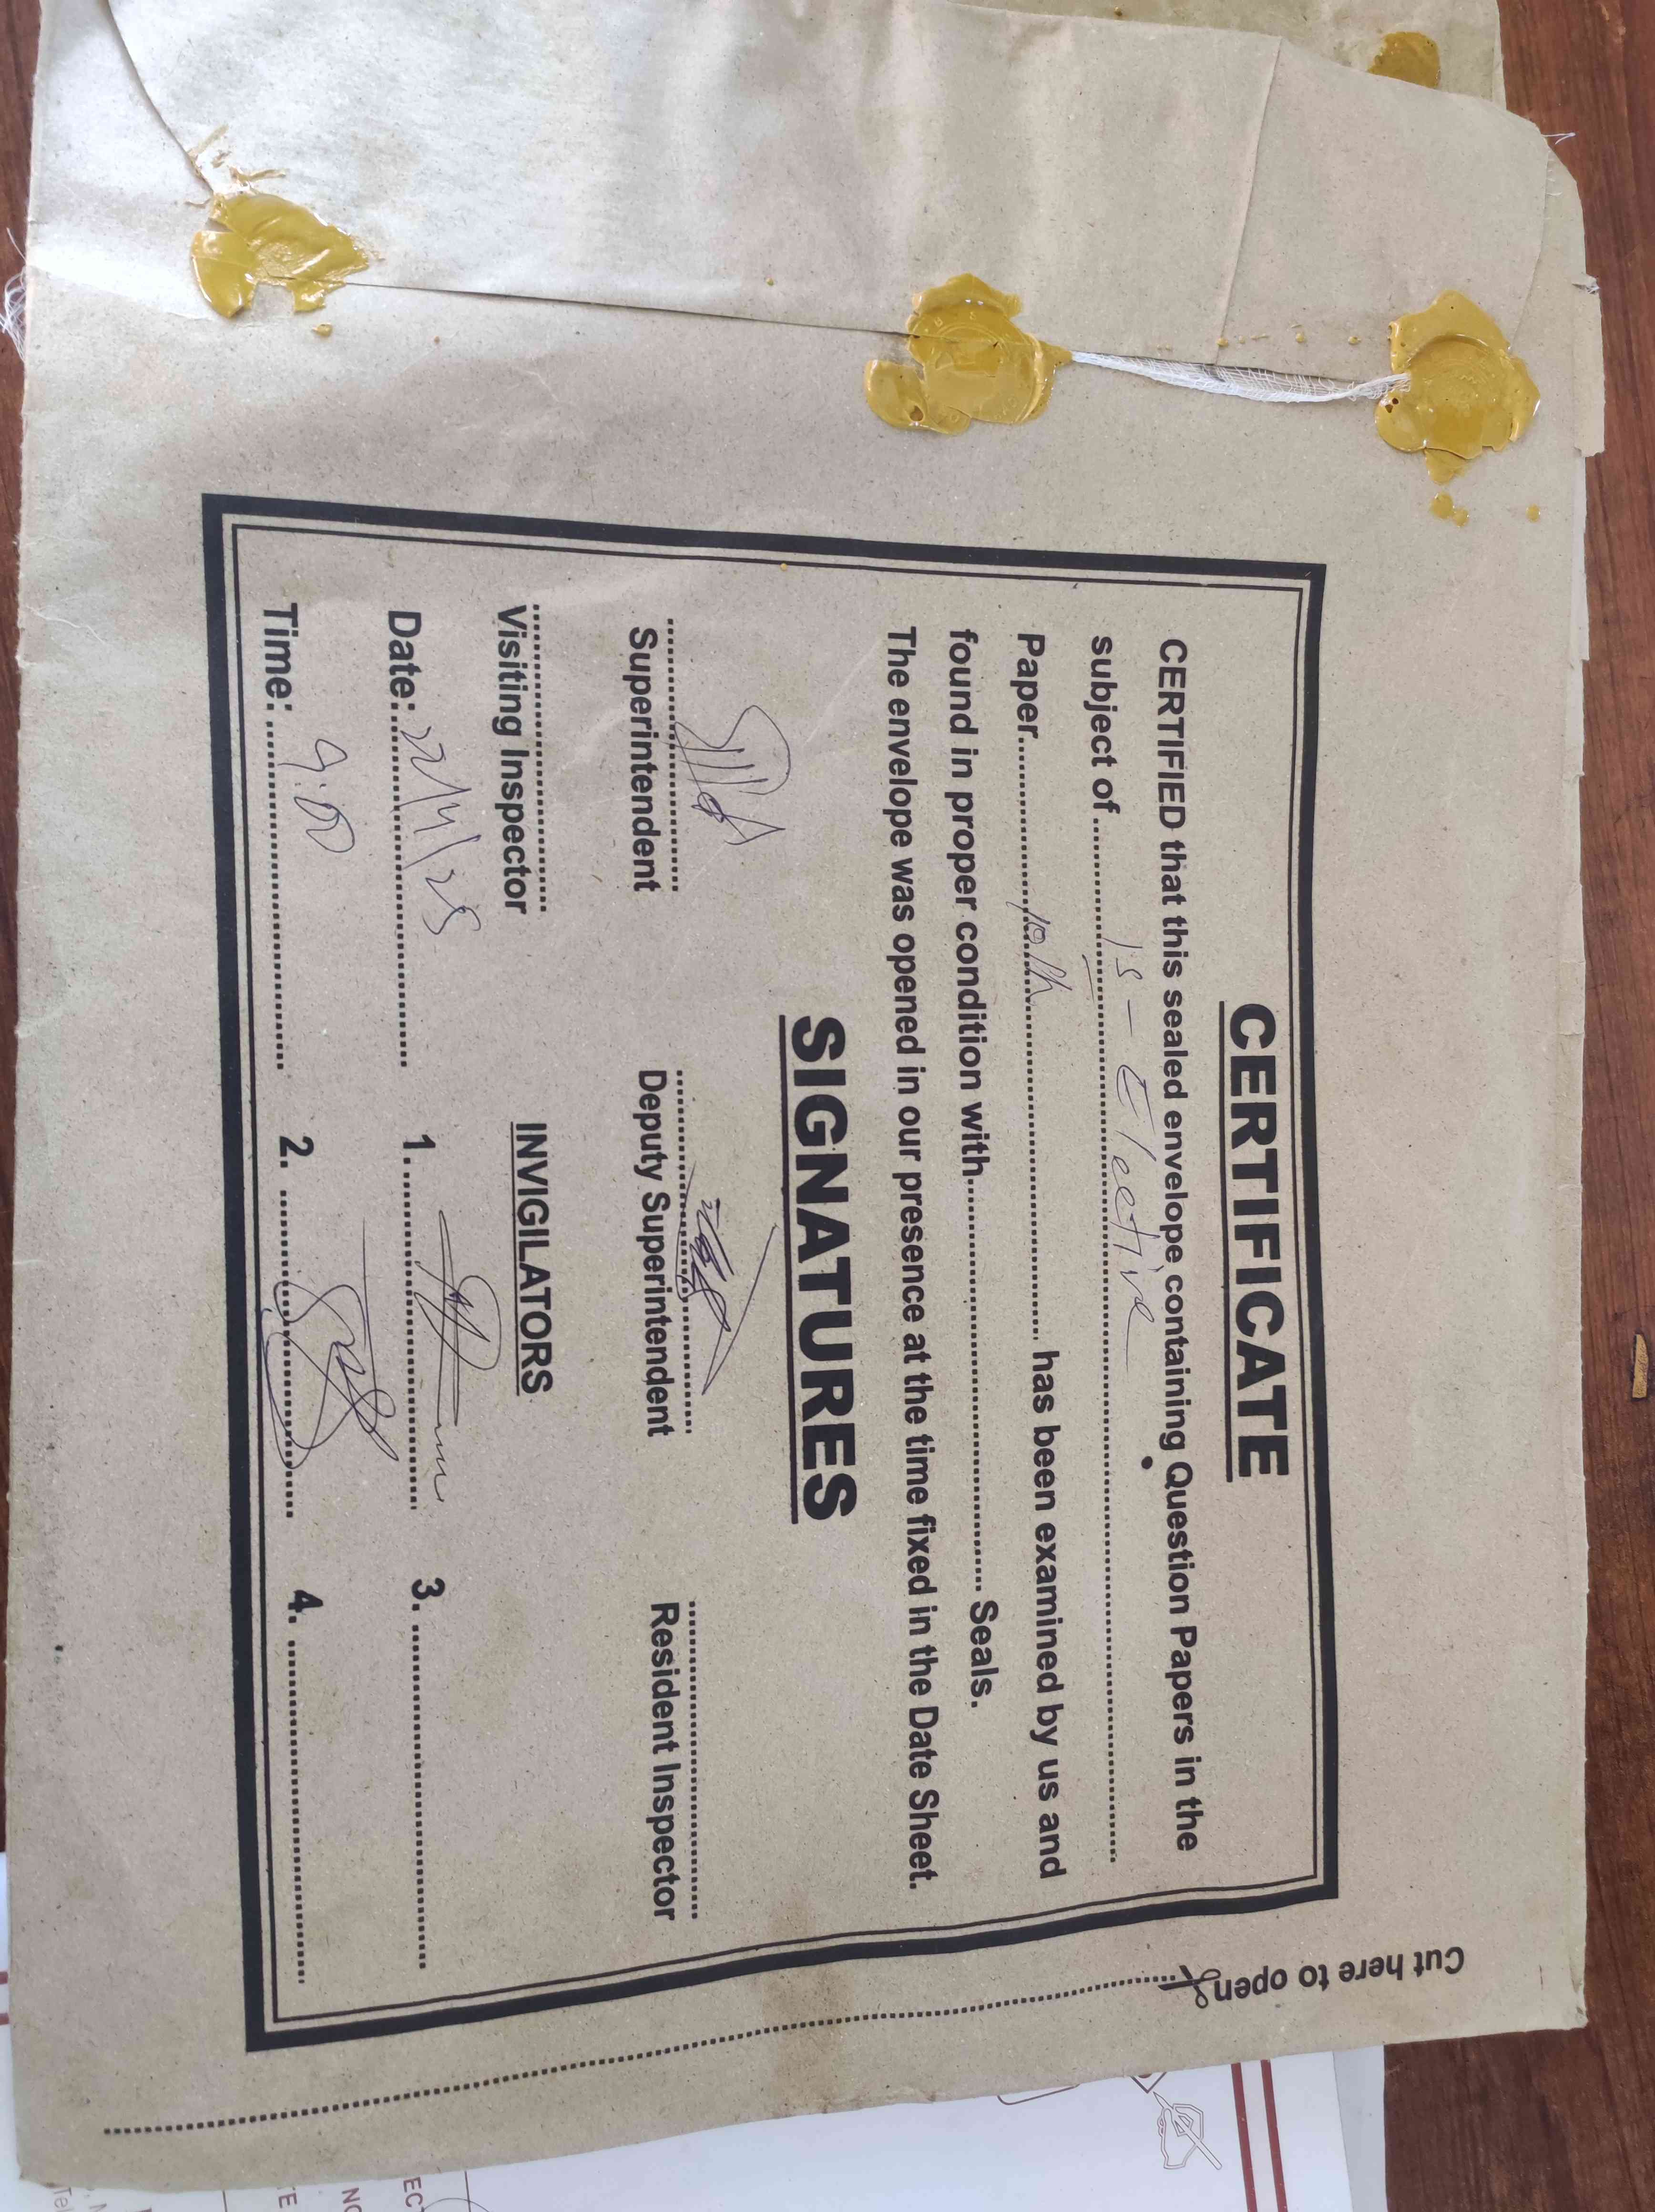 CERTIFICATE
CERTIFIED that this sealed envelope containing Question Papers in the
subject of.......... Is - Elective ..........
Paper.......... 10th .......... has been examined by us and
found in proper condition with.......... Seals.
The envelope was opened in our presence at the time fixed in the Date Sheet.
SIGNATURES
Superintendent Deputy Superintendent Resident Inspector
Visiting Inspector INVIGILATORS
Date: 22/4/25 1. .......... 3. ..........
Time: 9:00 2. .......... 4. ..........
Cut here to open